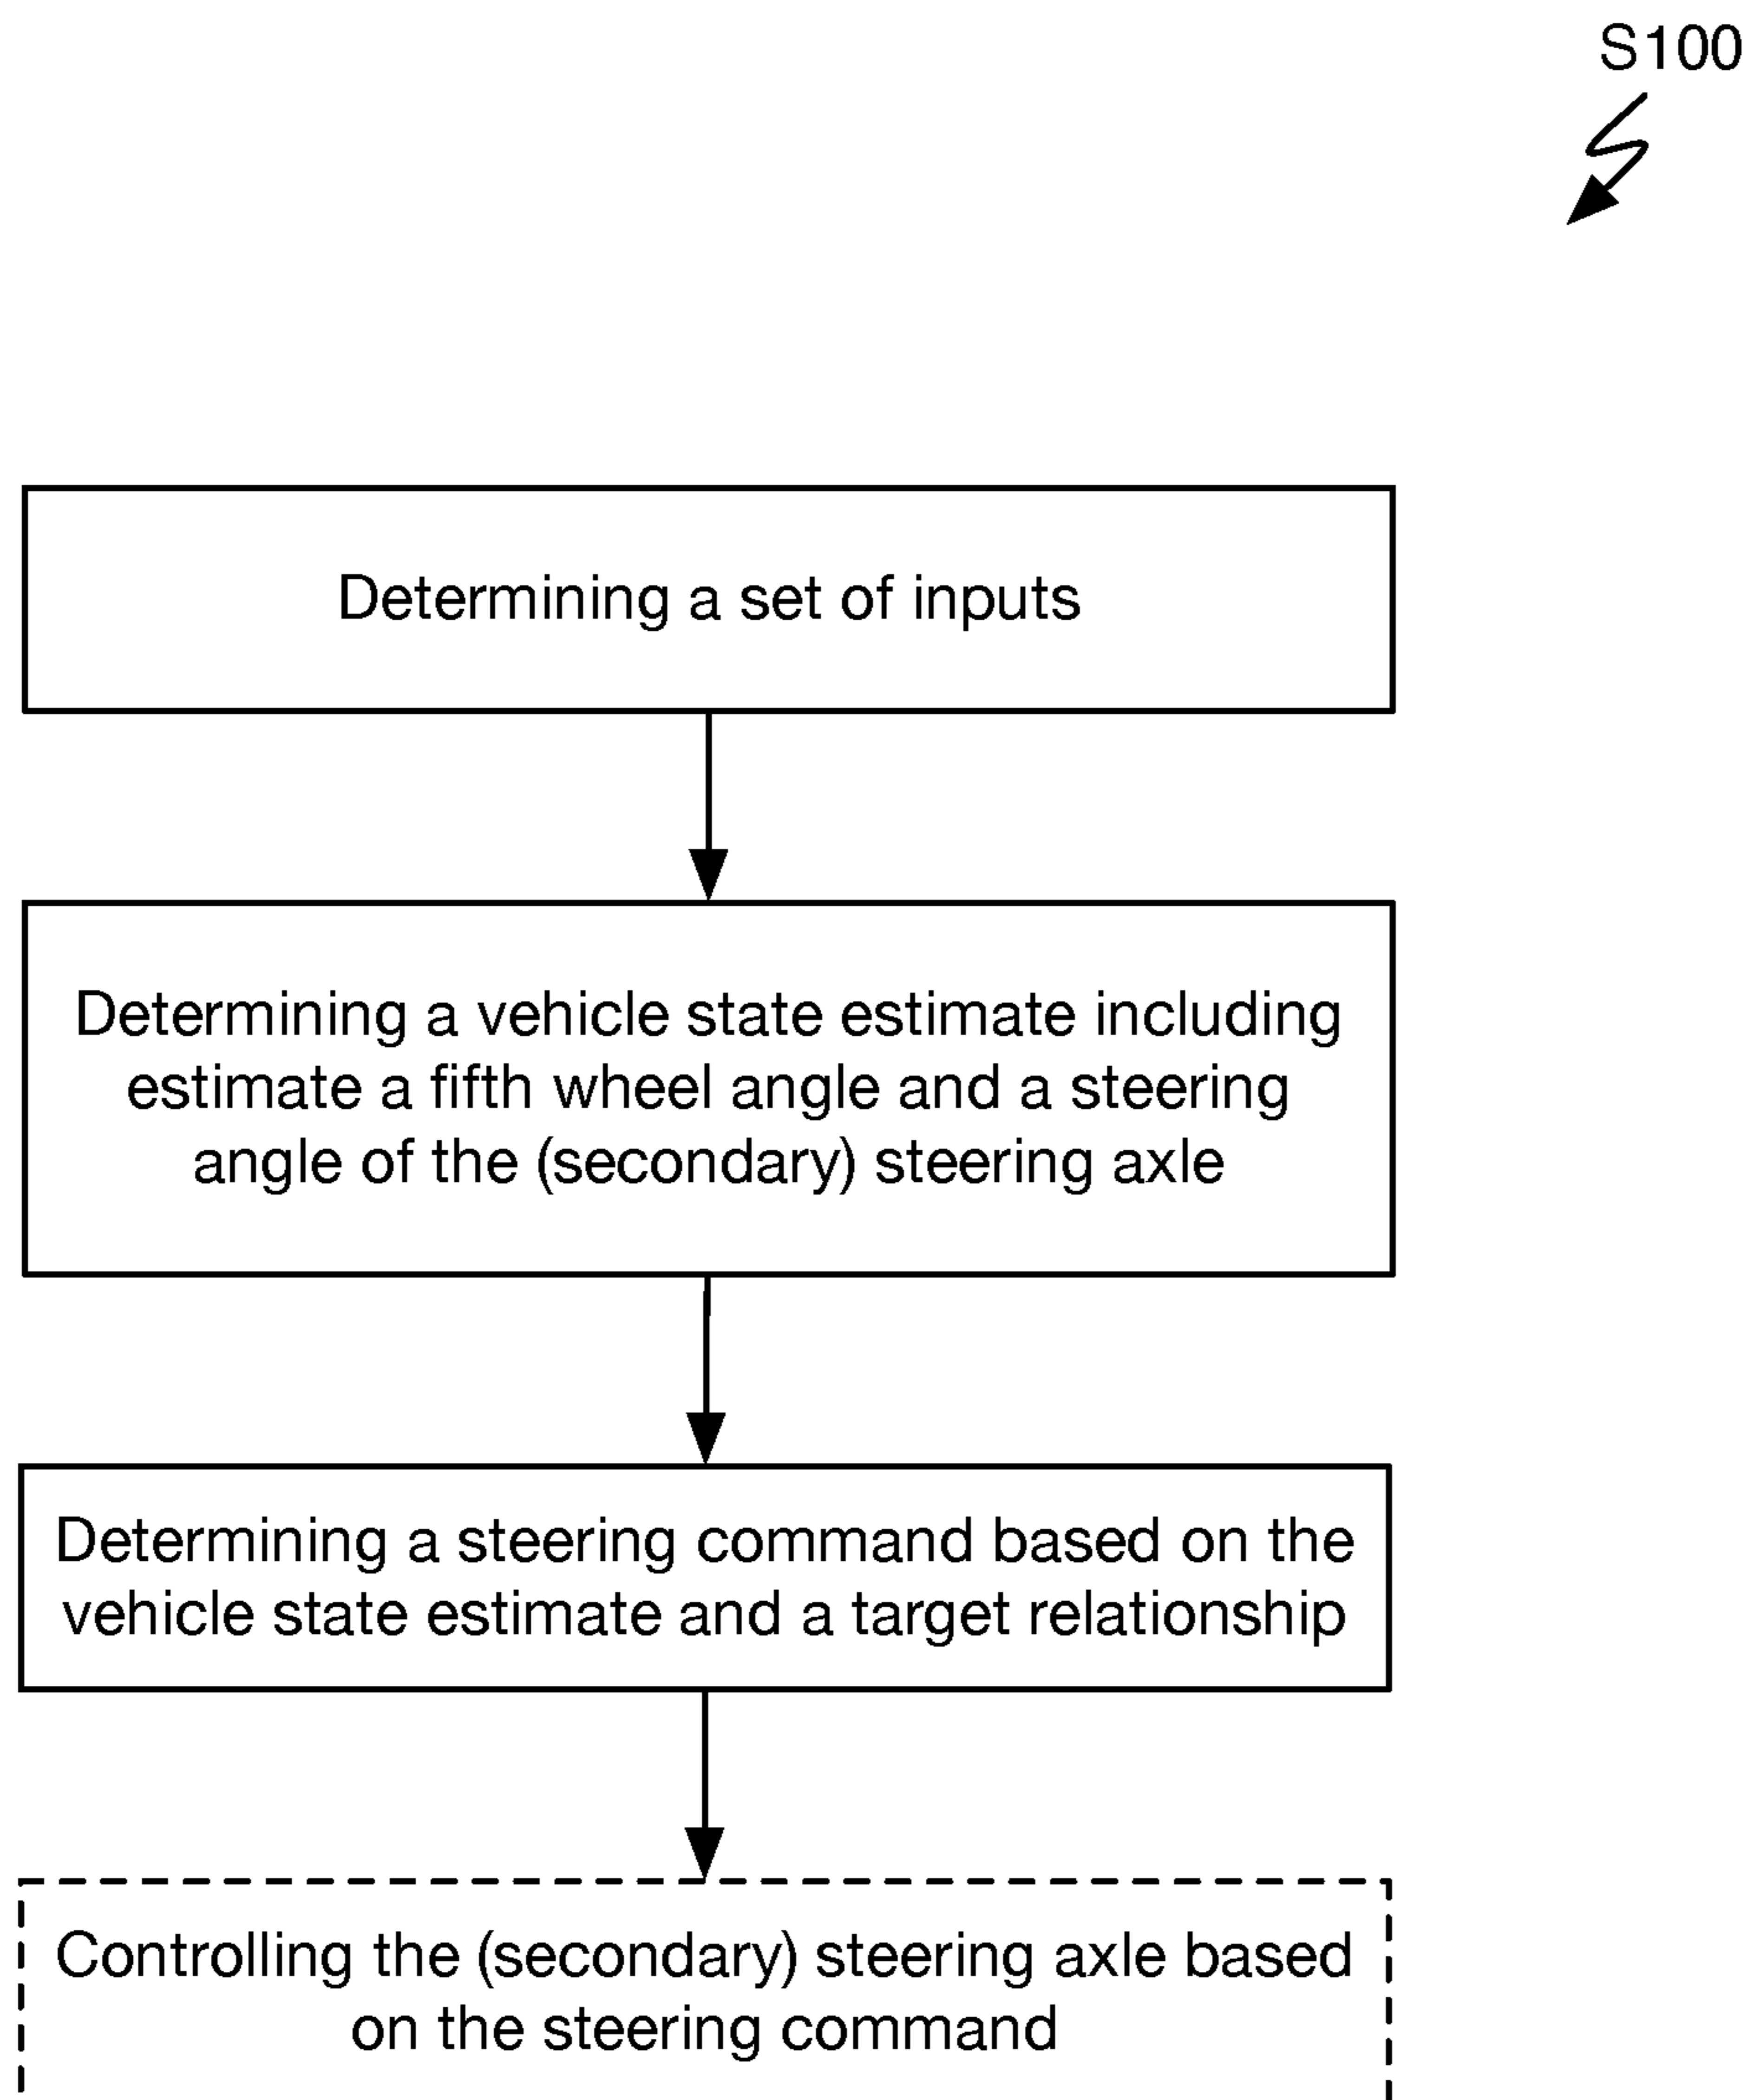 S100
Determining a set of inputs
Determining a vehicle state estimate including
estimate a fifth wheel angle and a steering
angle of the (secondary) steering axle
Determining a steering command based on the
vehicle state estimate and a target relationship
Controlling the (secondary) steering axle based
on the steering command